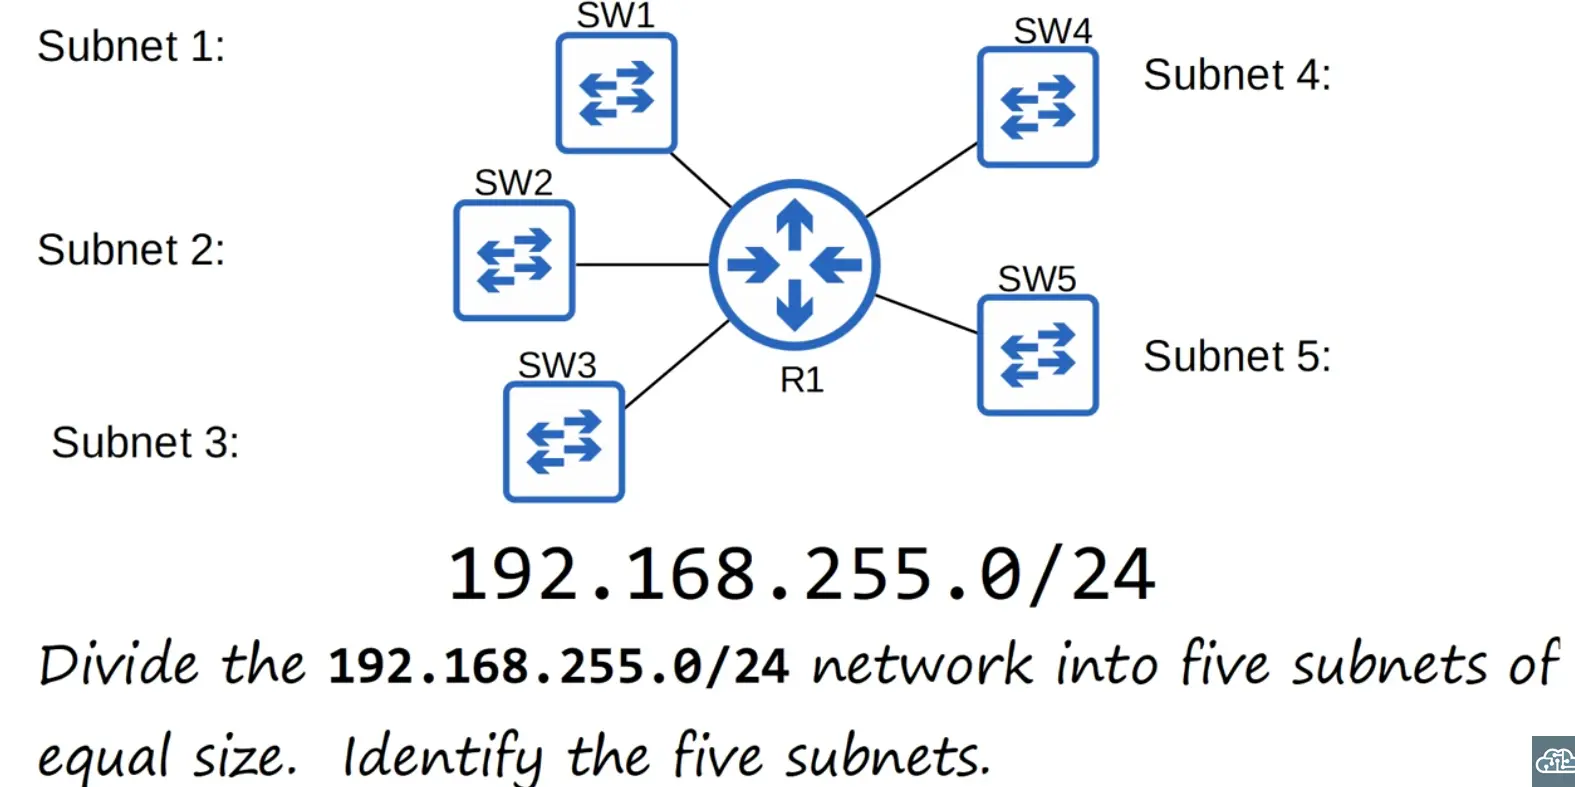 SW1
Subnet 1:
SW4
Subnet 4:
SW2
Subnet 2:
SW5
Subnet 5:
SW3
R1
Subnet 3:
192.168.255.0/24
Divide the 192.168.255.0/24 network into five subnets of
equal size. Identify the five subnets.